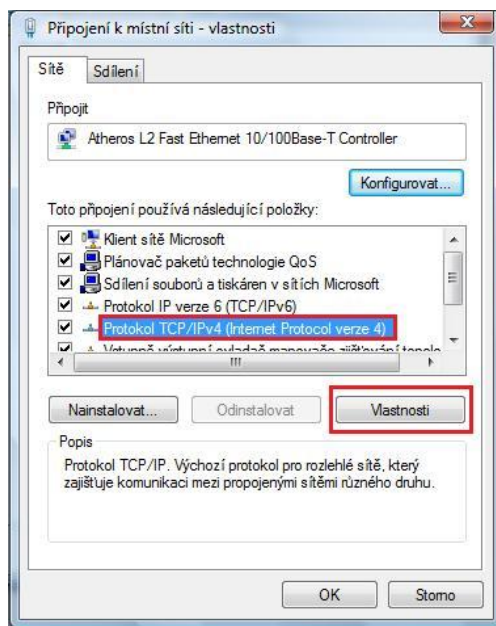 Připojení k místní síti - vlastnosti
Sítě
Sdílení
Připojit
Atheros L2 Fast Ethernet 10/100Base-T Controller
Konfigurovat...
Toto připojení používá následující položky:
Klient sítě Microsoft
Plánovač paketů technologie QoS
Sdílení souborů a tiskáren v sítích Microsoft
Protokol IP verze 6 (TCP/IPv6)
Protokol TCP/IPv4 (Internet Protocol verze 4)
Nainstalovat...
Odinstalovat
Vlastnosti
Popis
Protokol TCP/IP. Výchozí protokol pro rozlehlé sítě, který
zajišťuje komunikaci mezi propojenými sítěmi různého druhu.
OK
Storno